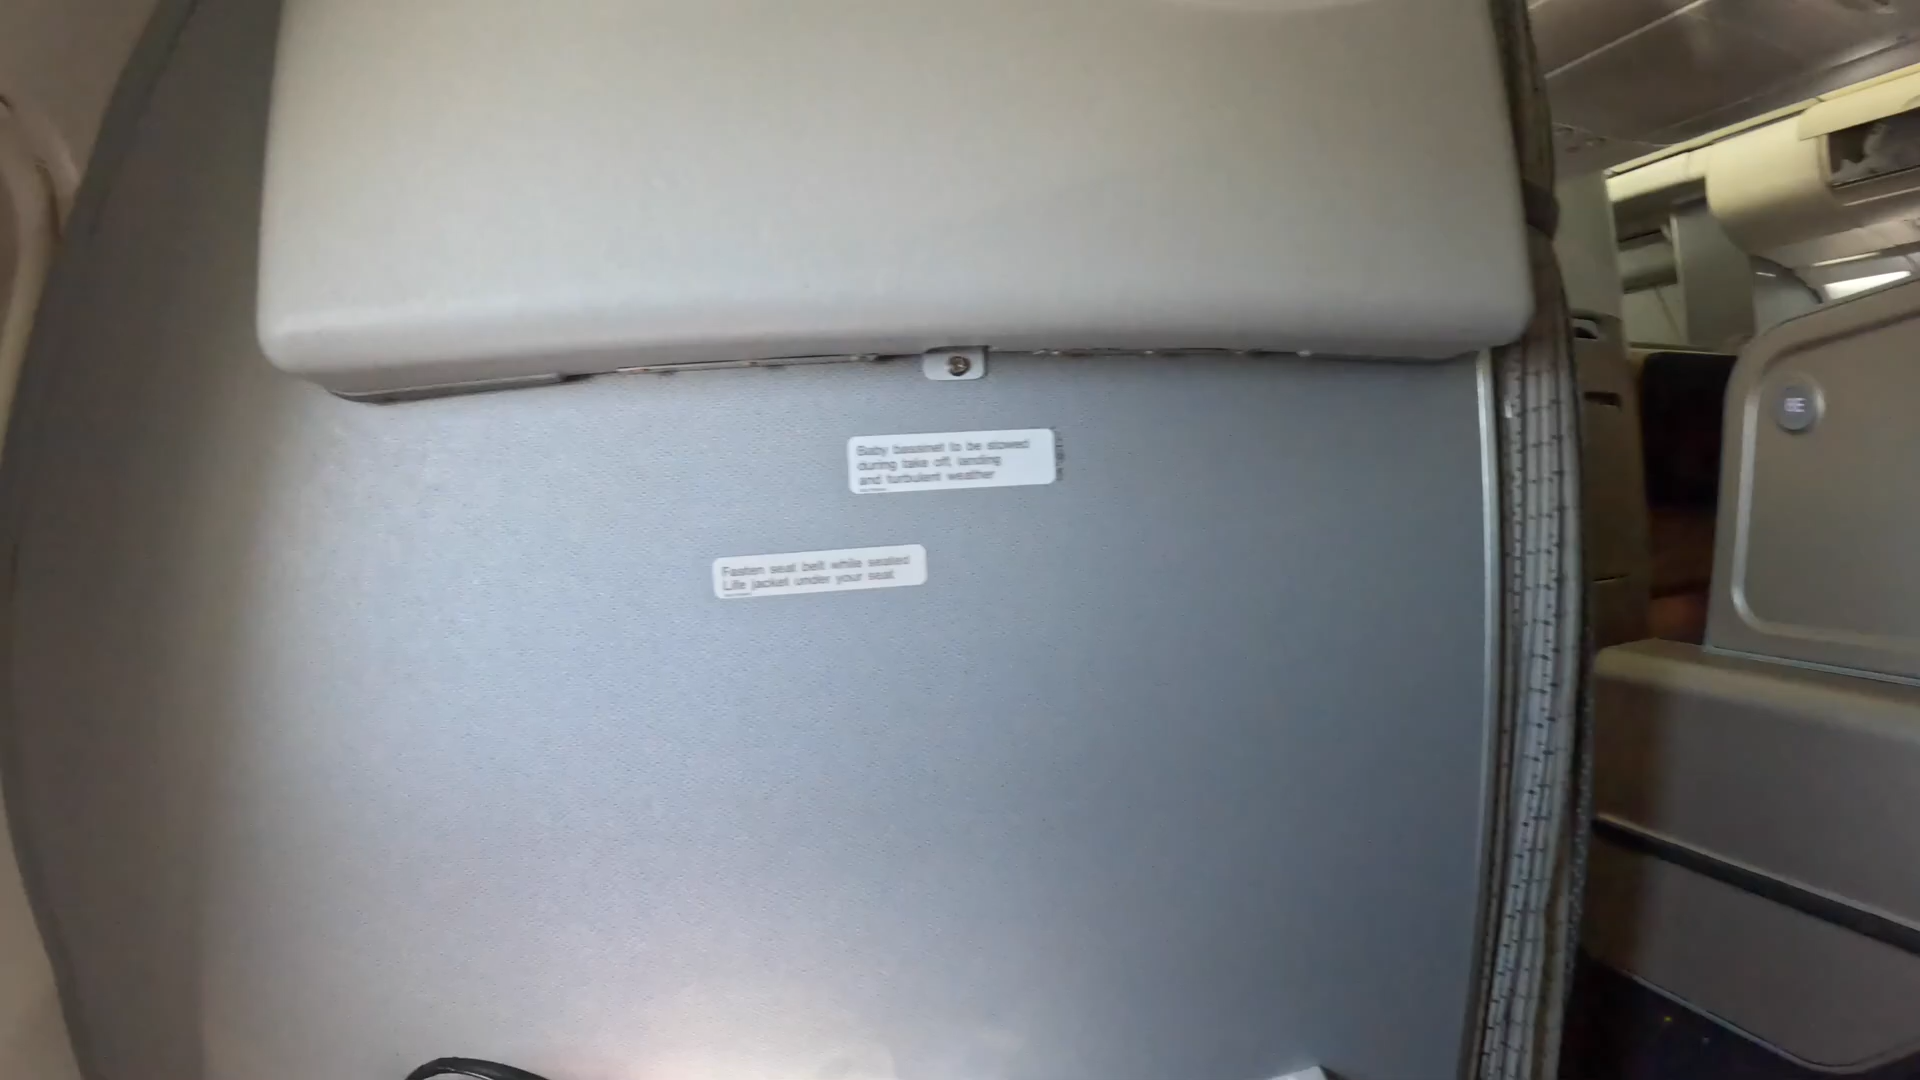 Baby bassinet to be stowed
during take off, landing
and turbulent weather
Fasten seat belt while seated
Life jacket under your seat